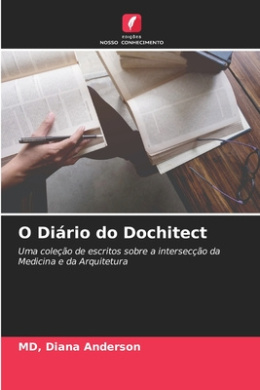 edições
NOSSO CONHECIMENTO
O Diário do Dochitect
Uma coleção de escritos sobre a intersecção da
Medicina e da Arquitetura
MD, Diana Anderson